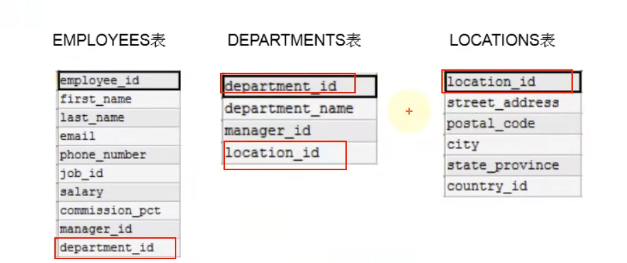 EMPLOYEES表
employee_id
first_name
last_name
email
phone_number
job_id
salary
commission_pct
manager_id
department_id
DEPARTMENTS表
department_id
department_name
manager_id
location_id
LOCATIONS表
location_id
street_address
postal_code
city
state_province
country_id